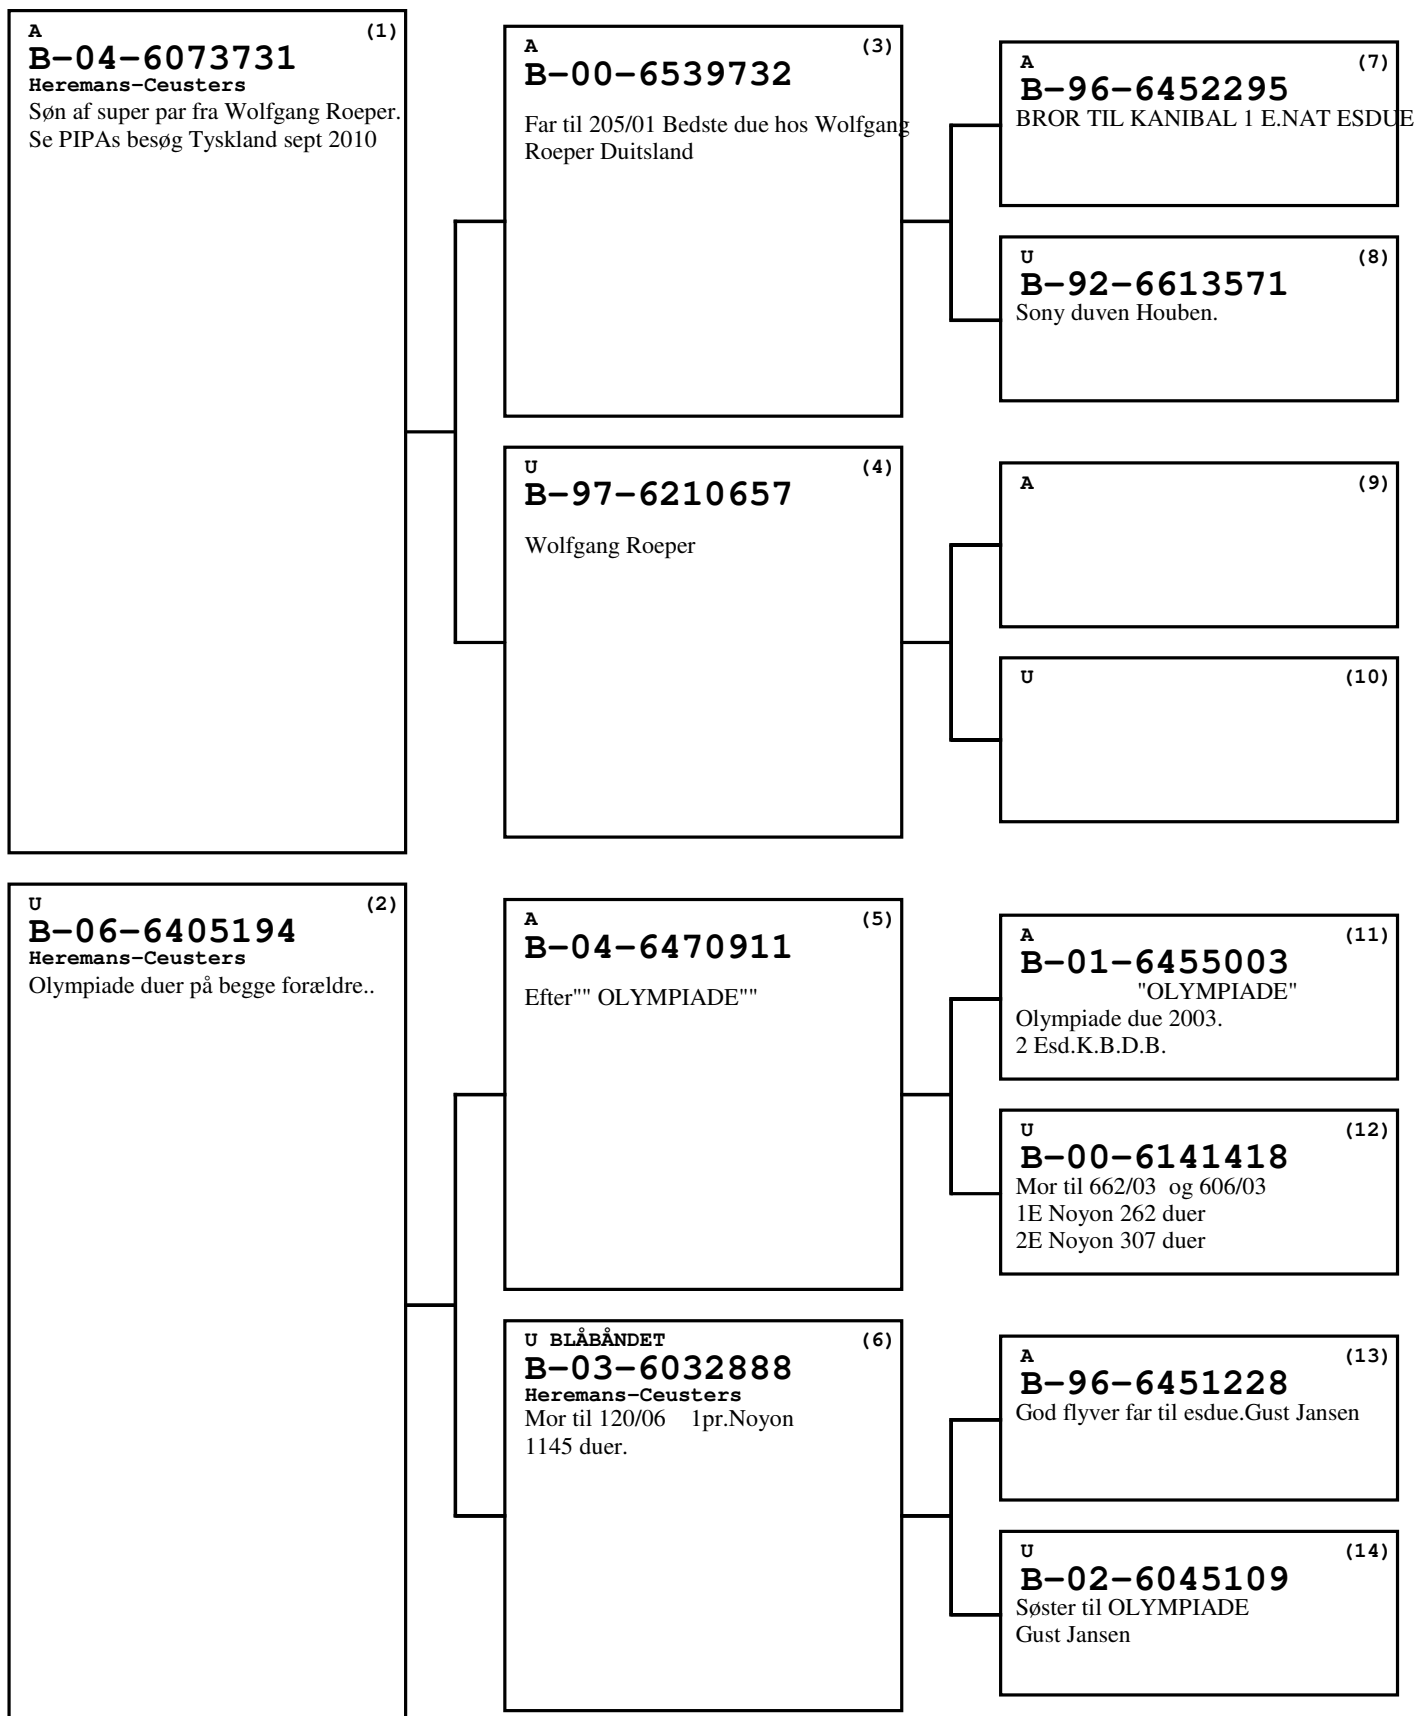 A (1)
B-04-6073731
Heremans-Ceusters
Søn af super par fra Wolfgang Roeper.
Se PIPAs besøg Tyskland sept 2010
A (3)
B-00-6539732
Far til 205/01 Bedste due hos Wolfgang
Roeper Duitsland
A (7)
B-96-6452295
BROR TIL KANIBAL 1 E.NAT ESDUE
U (8)
B-92-6613571
Sony duven Houben.
U (4)
B-97-6210657
Wolfgang Roeper
A (9)
U (10)
U (2)
B-06-6405194
Heremans-Ceusters
Olympiade duer på begge forældre..
A (5)
B-04-6470911
Efter"" OLYMPIADE""
A (11)
B-01-6455003
"OLYMPIADE"
Olympiade due 2003.
2 Esd.K.B.D.B.
U (12)
B-00-6141418
Mor til 662/03 og 606/03
1E Noyon 262 duer
2E Noyon 307 duer
U BLÅBÅNDET (6)
B-03-6032888
Heremans-Ceusters
Mor til 120/06 1pr.Noyon
1145 duer.
A (13)
B-96-6451228
God flyver far til esdue.Gust Jansen
U (14)
B-02-6045109
Søster til OLYMPIADE
Gust Jansen